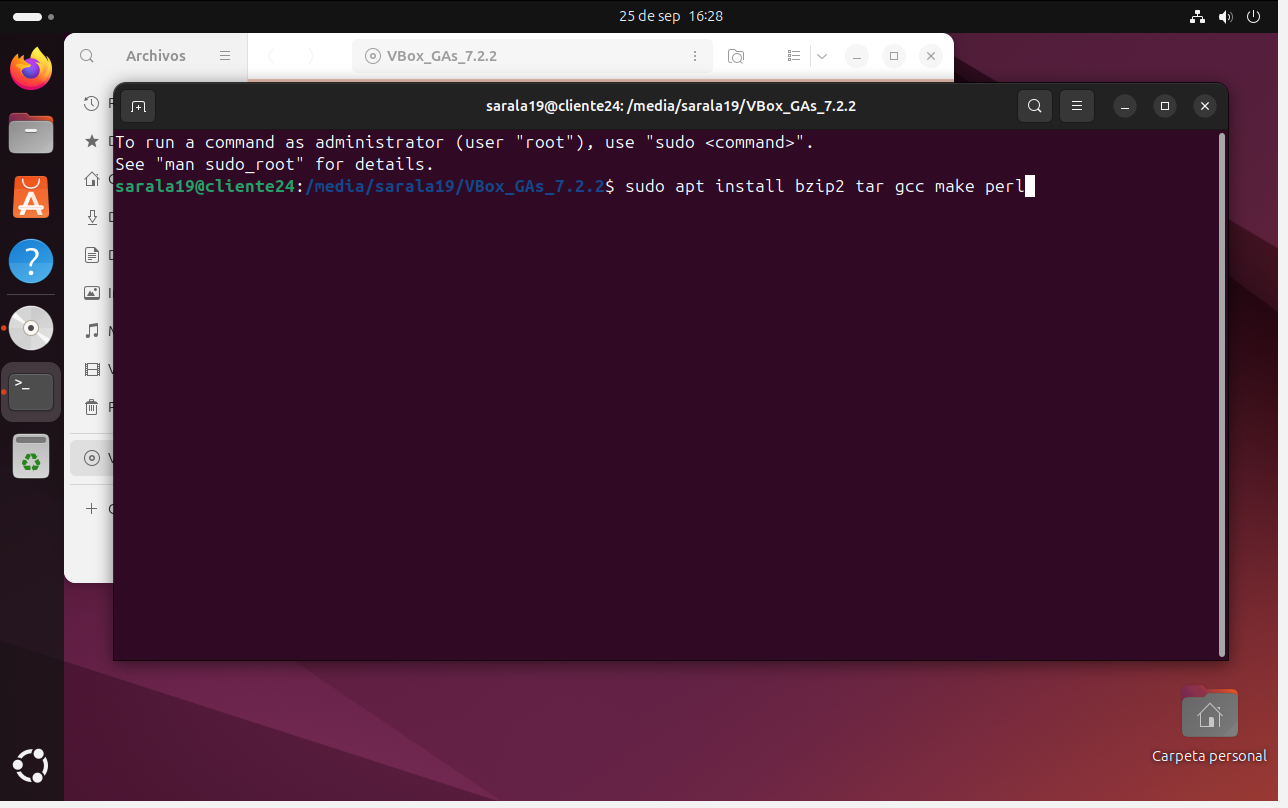 25 de sep 16:28
Archivos
VBox_GAs_7.2.2
sarala19@cliente24: /media/sarala19/VBox_GAs_7.2.2
To run a command as administrator (user "root"), use "sudo <command>".
See "man sudo_root" for details.
sarala19@cliente24:/media/sarala19/VBox_GAs_7.2.2$ sudo apt install bzip2 tar gcc make perl
Carpeta personal